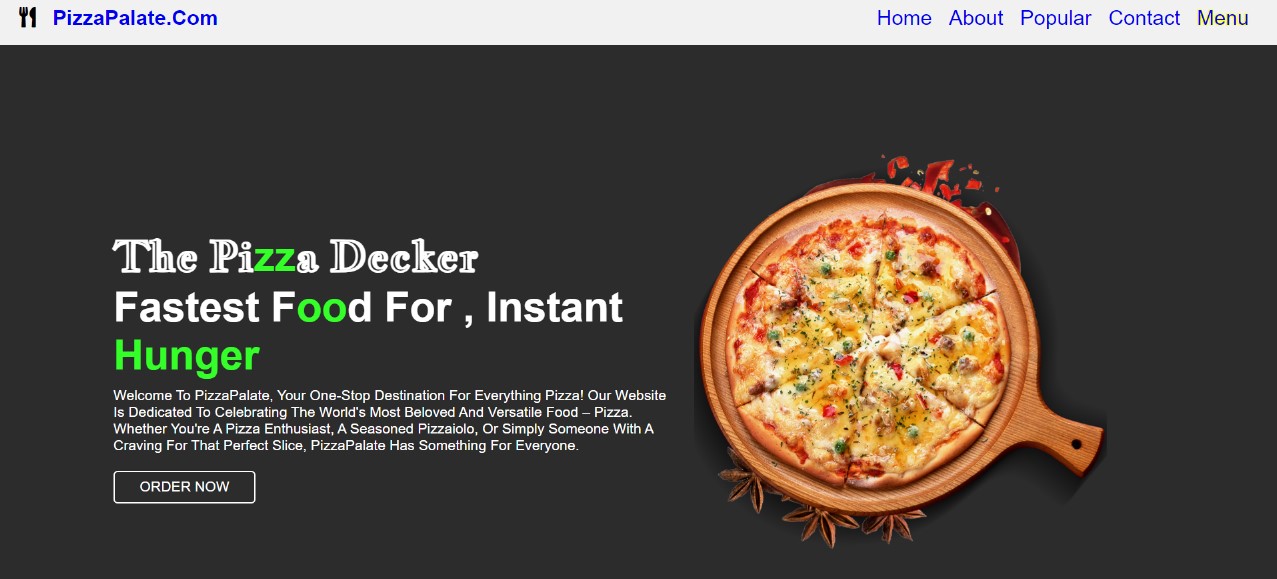 PizzaPalate.Com
Home About Popular Contact Menu
The Pizza Decker
Fastest Food For , Instant
Hunger
Welcome To PizzaPalate, Your One-Stop Destination For Everything Pizza! Our Website
Is Dedicated To Celebrating The World's Most Beloved And Versatile Food – Pizza.
Whether You're A Pizza Enthusiast, A Seasoned Pizzaiolo, Or Simply Someone With A
Craving For That Perfect Slice, PizzaPalate Has Something For Everyone.
ORDER NOW